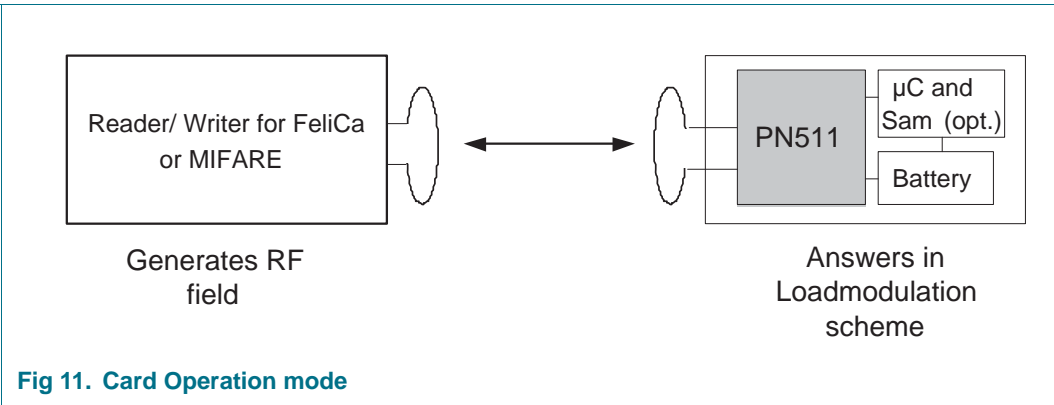 Reader/ Writer for FeliCa
or MIFARE
Generates RF
field
PN511
µC and
Sam (opt.)
Battery
Answers in
Loadmodulation
scheme
Fig 11. Card Operation mode